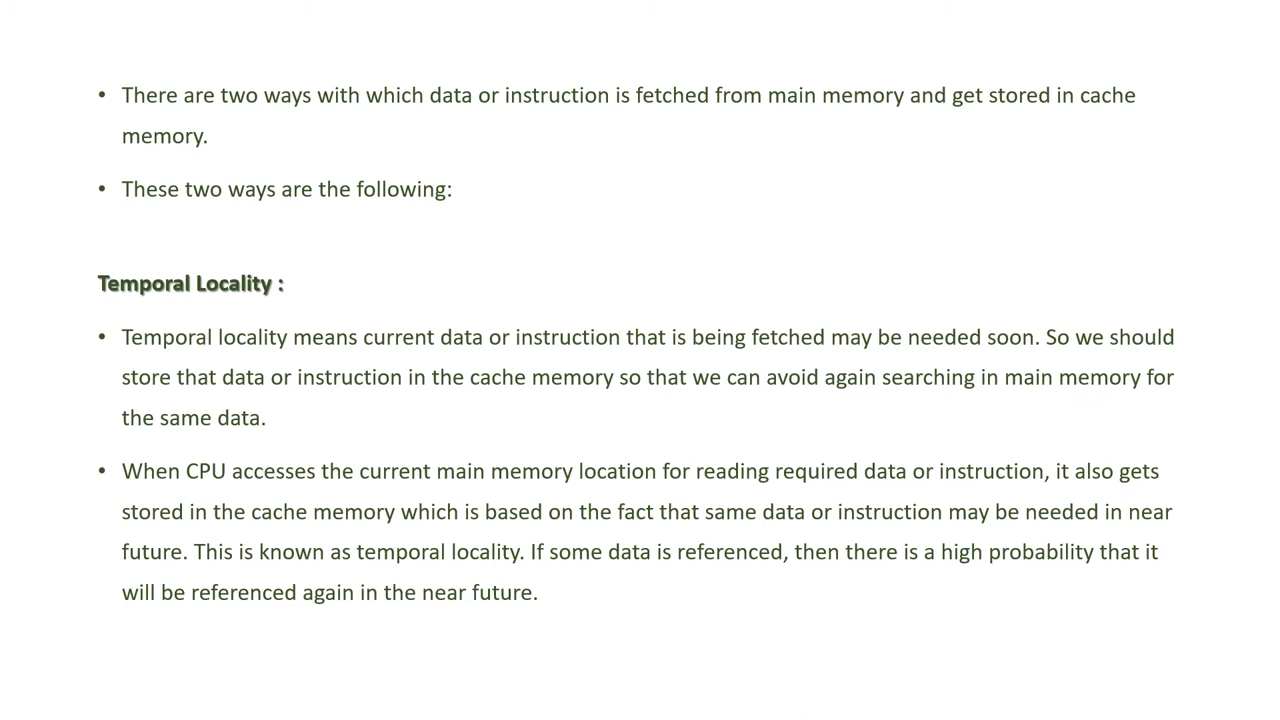 • There are two ways with which data or instruction is fetched from main memory and get stored in cache
memory.
• These two ways are the following:
Temporal Locality :
• Temporal locality means current data or instruction that is being fetched may be needed soon. So we should
store that data or instruction in the cache memory so that we can avoid again searching in main memory for
the same data.
• When CPU accesses the current main memory location for reading required data or instruction, it also gets
stored in the cache memory which is based on the fact that same data or instruction may be needed in near
future. This is known as temporal locality. If some data is referenced, then there is a high probability that it
will be referenced again in the near future.